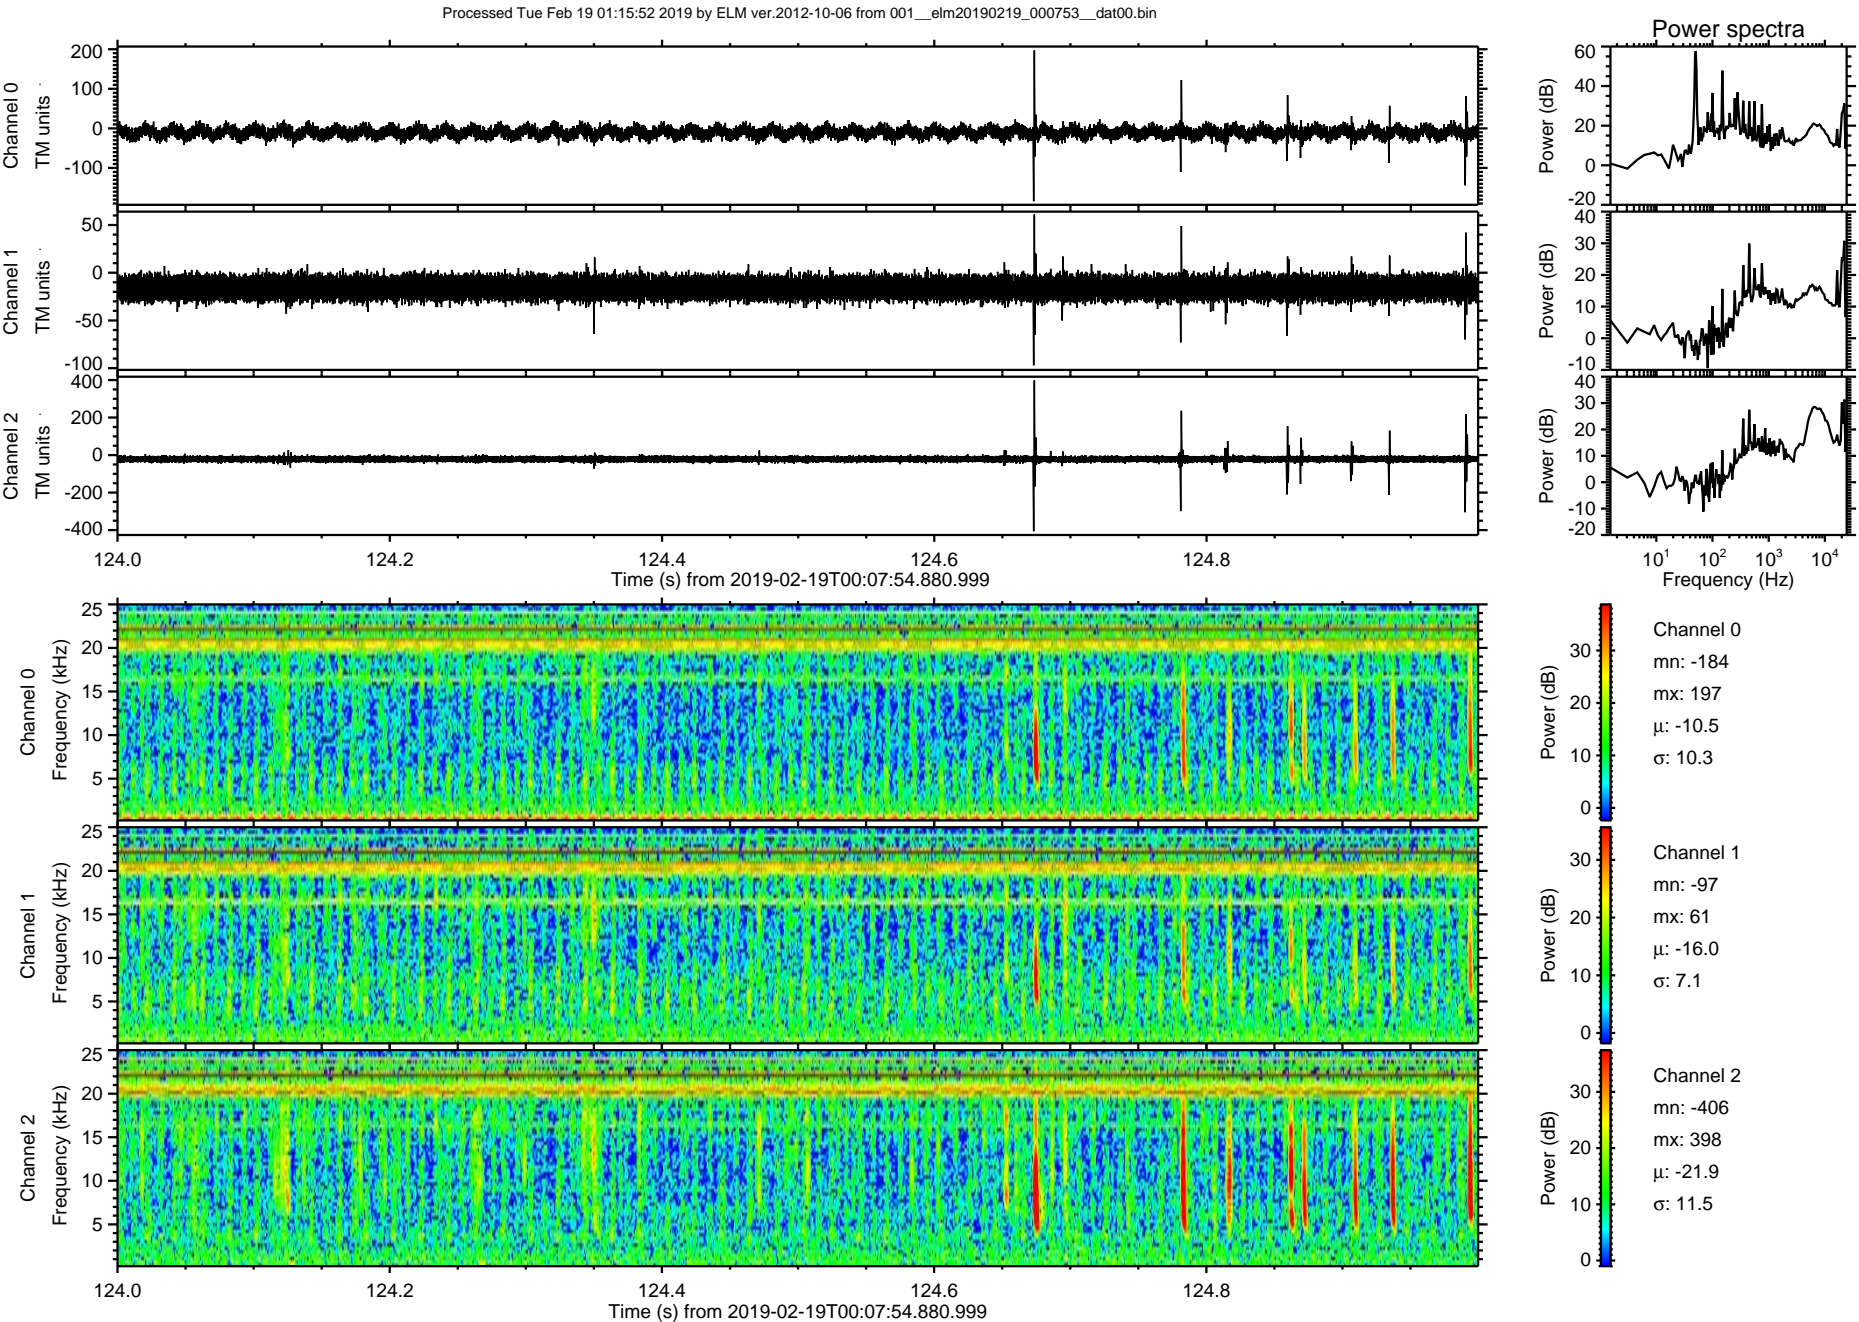 Processed Tue Feb 19 01:15:52 2019 by ELM ver.2012-10-06 from 001__elm20190219_000753__dat00.bin
Power spectra
Channel 0
TM units
200
100
0
-100
Power (dB)
60
40
20
0
-20
Channel 1
TM units
50
0
-50
-100
Power (dB)
40
30
20
10
0
-10
Channel 2
TM units
400
200
0
-200
-400
Power (dB)
40
30
20
10
0
-10
-20
124.0 124.2 124.4 124.6 124.8
Time (s) from 2019-02-19T00:07:54.880.999
10¹ 10² 10³ 10⁴
Frequency (Hz)
Channel 0
Frequency (kHz)
25
20
15
10
5
Power (dB)
30
20
10
0
Channel 0
mn: -184
mx: 197
µ: -10.5
σ: 10.3
Channel 1
Frequency (kHz)
25
20
15
10
5
Power (dB)
30
20
10
0
Channel 1
mn: -97
mx: 61
µ: -16.0
σ: 7.1
Channel 2
Frequency (kHz)
25
20
15
10
5
Power (dB)
30
20
10
0
Channel 2
mn: -406
mx: 398
µ: -21.9
σ: 11.5
124.0 124.2 124.4 124.6 124.8
Time (s) from 2019-02-19T00:07:54.880.999